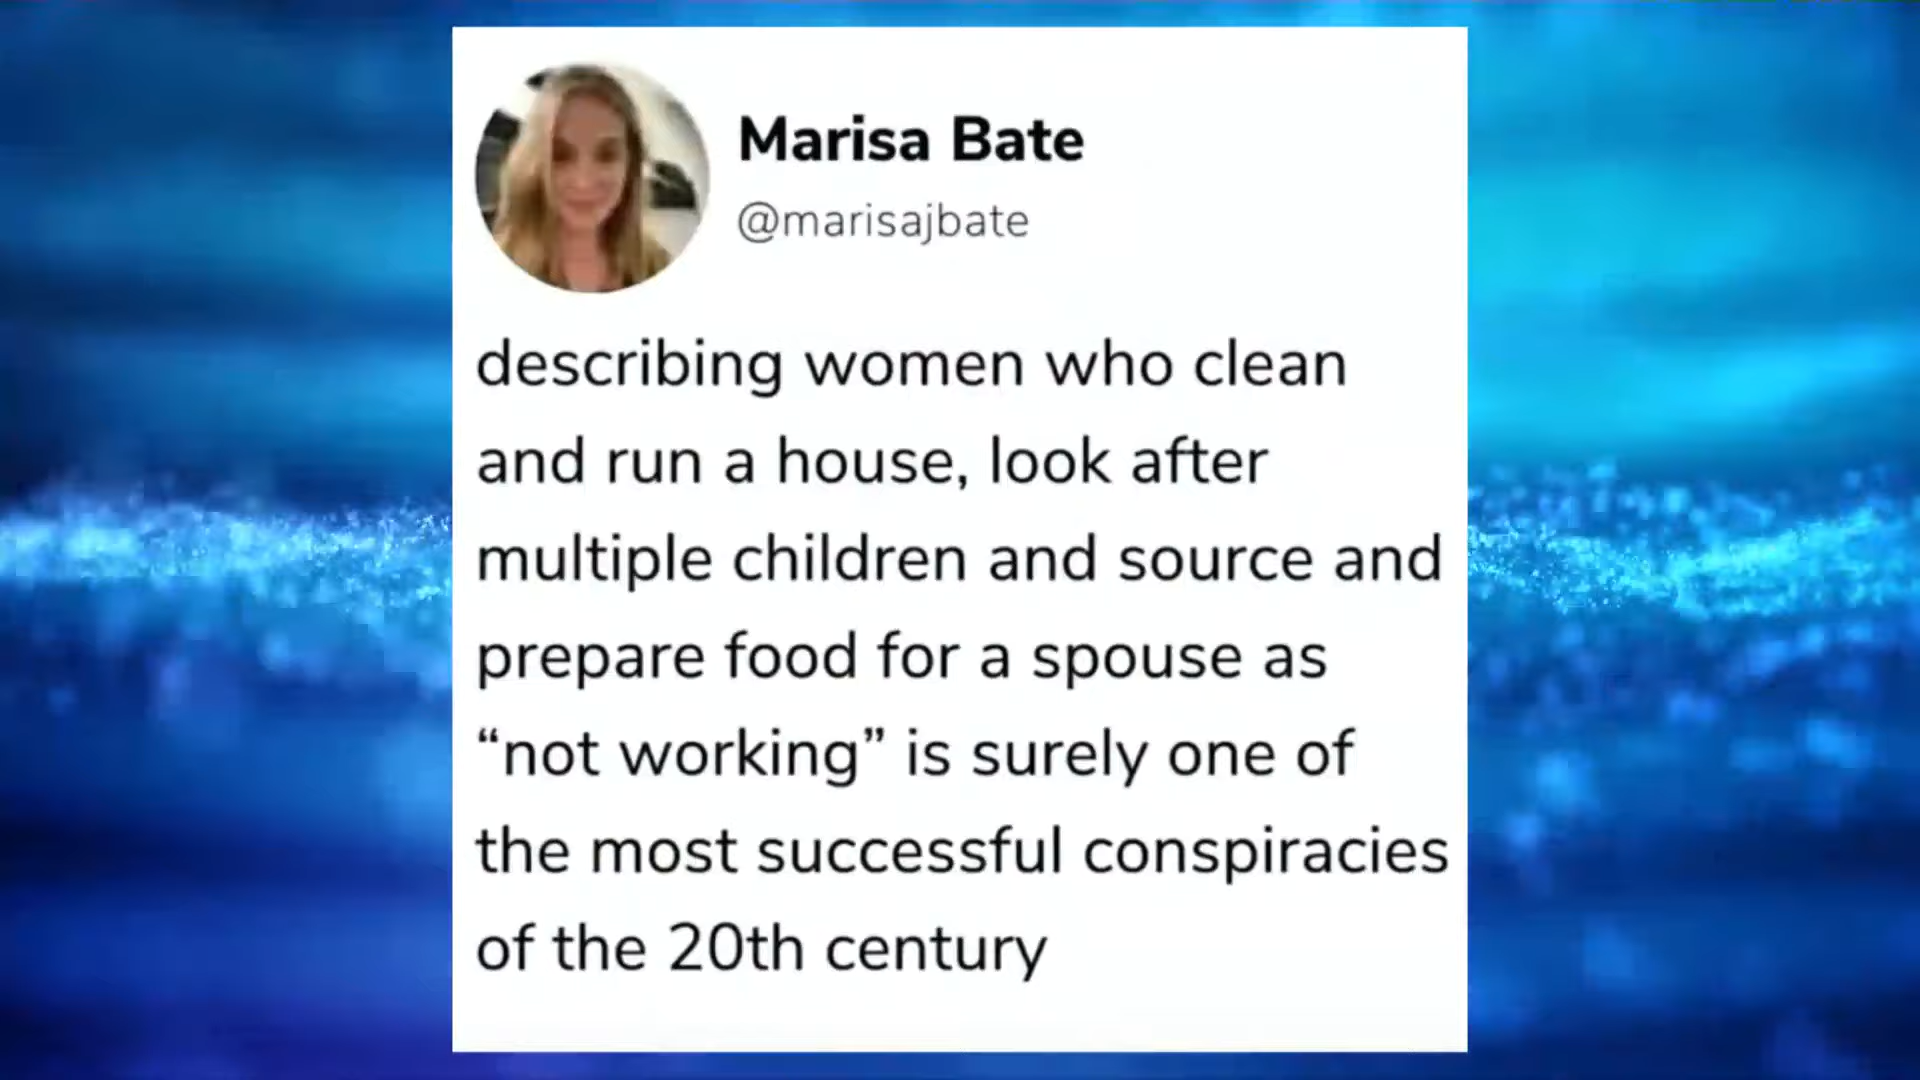 Marisa Bate
@marisajbate
describing women who clean
and run a house, look after
multiple children and source and
prepare food for a spouse as
“not working” is surely one of
the most successful conspiracies
of the 20th century